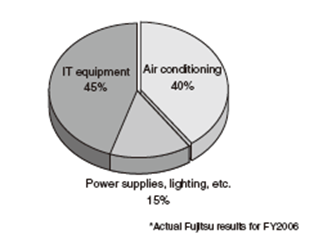 IT equipment
45%
Air conditioning
40%
Power supplies, lighting, etc.
15%
*Actual Fujitsu results for FY2006